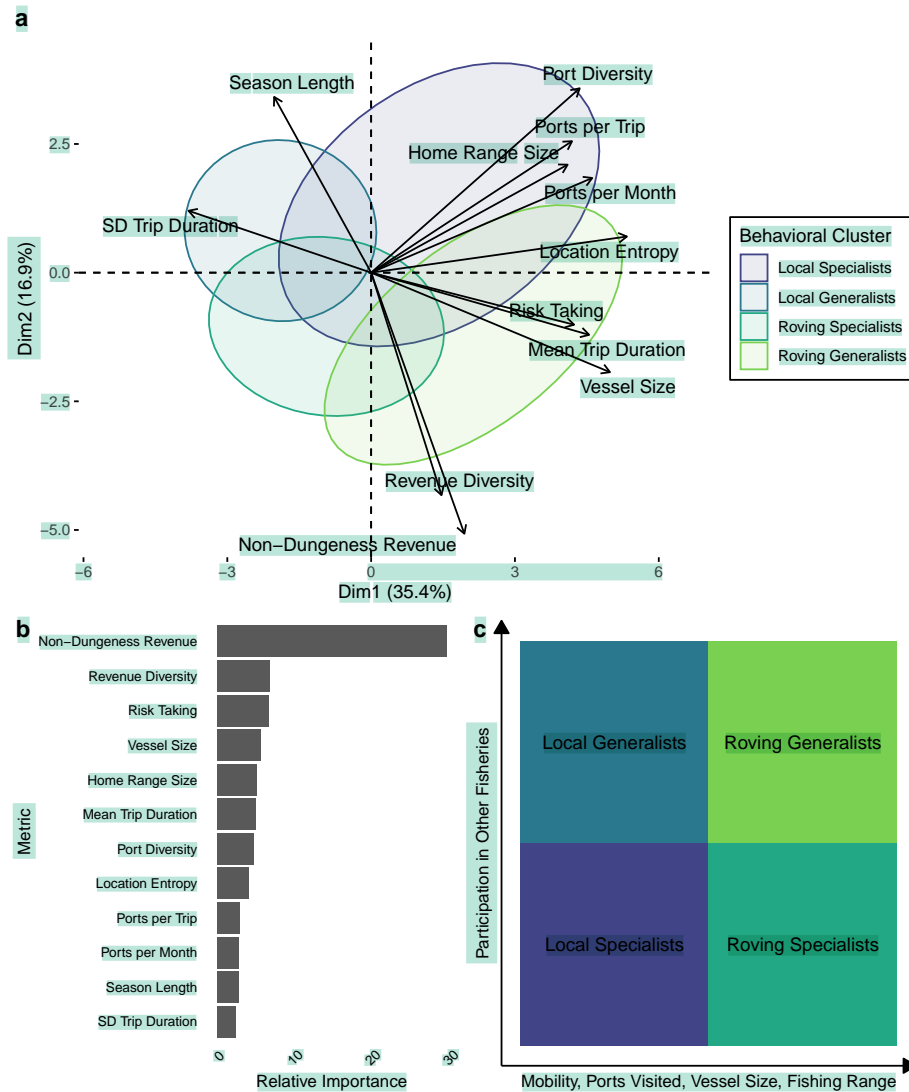 a
Season Length
Port Diversity
Ports per Trip
Home Range Size
Ports per Month
SD Trip Duration
Location Entropy
Risk Taking
Mean Trip Duration
Vessel Size
Revenue Diversity
Non−Dungeness Revenue
2.5
0.0
−2.5
−5.0
Dim2 (16.9%)
−6
−3
0
3
6
Dim1 (35.4%)
Behavioral Cluster
Local Specialists
Local Generalists
Roving Specialists
Roving Generalists
b
Non−Dungeness Revenue
Revenue Diversity
Risk Taking
Vessel Size
Home Range Size
Mean Trip Duration
Port Diversity
Location Entropy
Ports per Trip
Ports per Month
Season Length
SD Trip Duration
Metric
0
10
20
30
Relative Importance
c
Participation in Other Fisheries
Local Generalists
Roving Generalists
Local Specialists
Roving Specialists
Mobility, Ports Visited, Vessel Size, Fishing Range